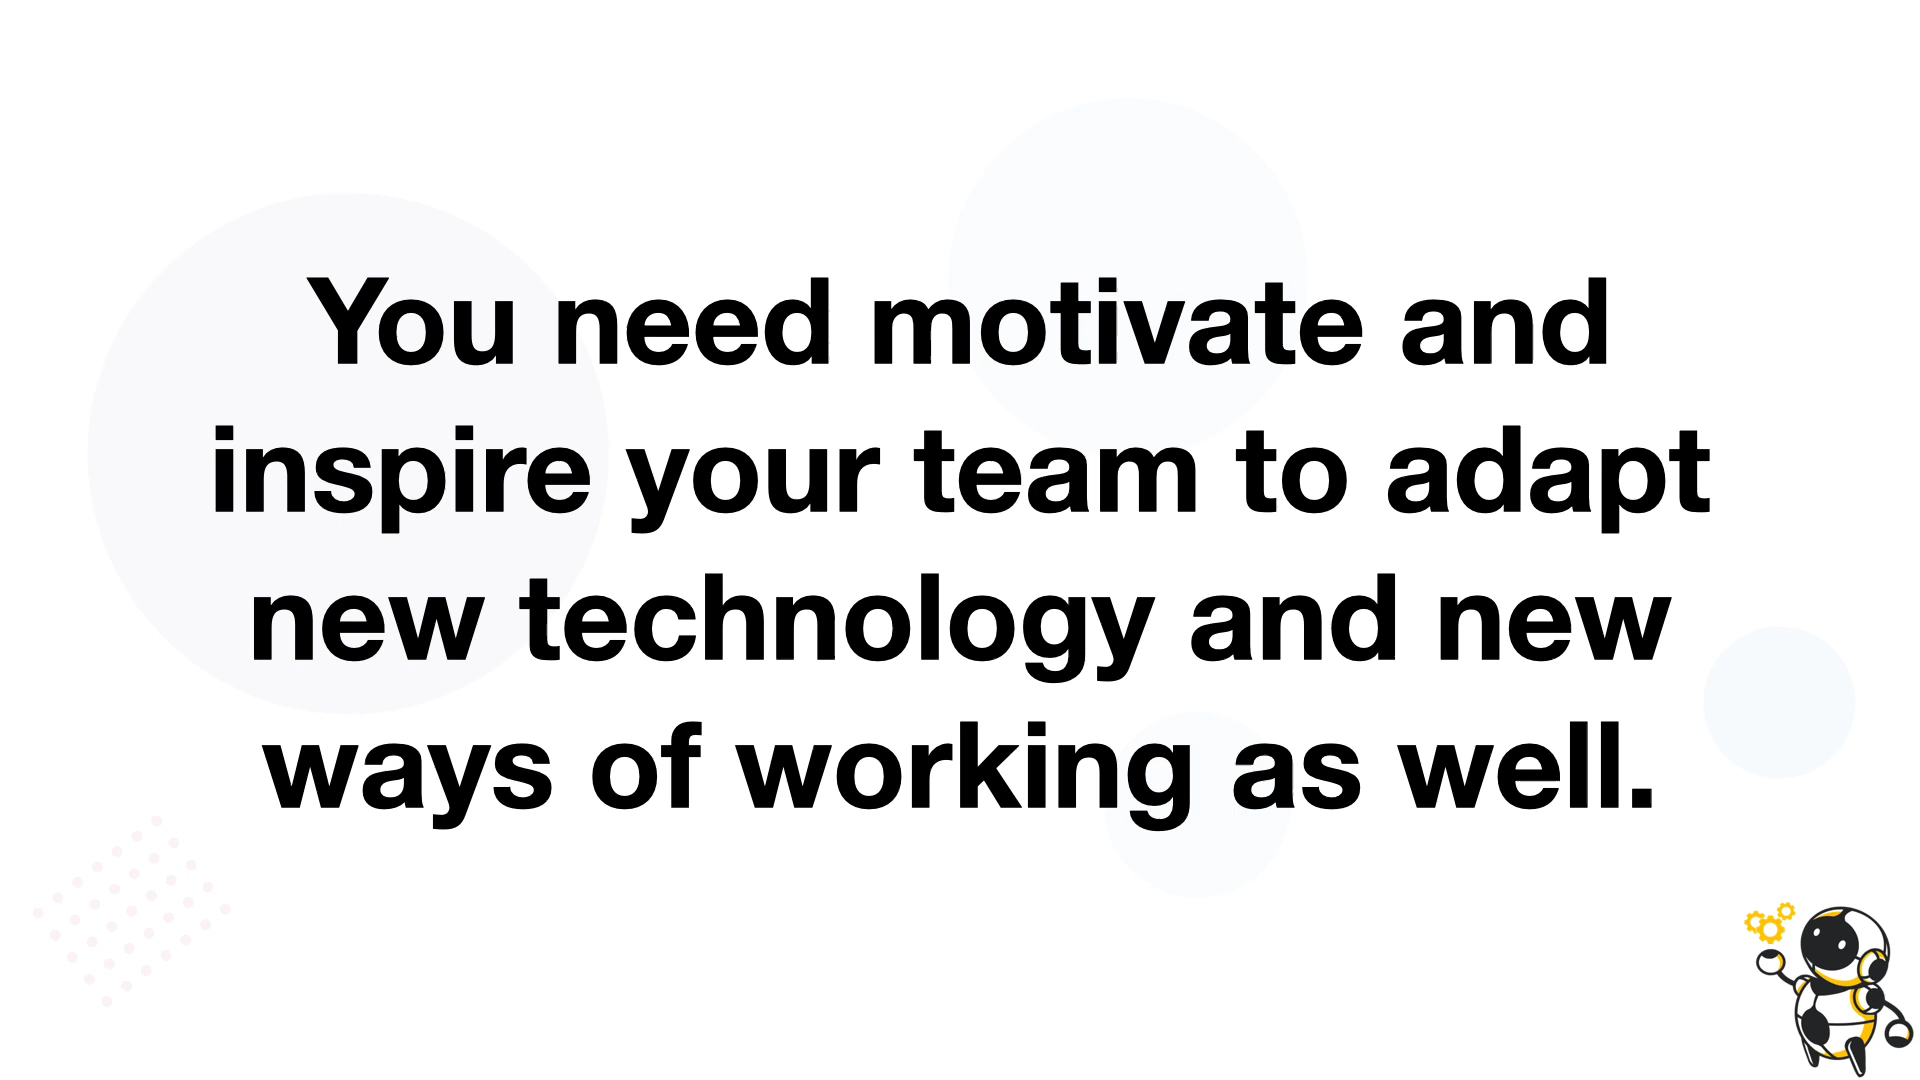 You need motivate and
inspire your team to adapt
new technology and new
ways of working as well.